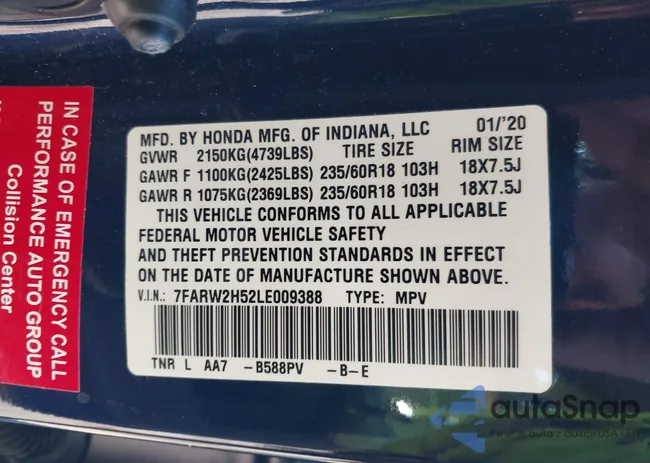 MFD. BY HONDA MFG. OF INDIANA, LLC 01/'20
GVWR 2150KG(4739LBS) TIRE SIZE RIM SIZE
GAWR F 1100KG(2425LBS) 235/60R18 103H 18X7.5J
GAWR R 1075KG(2369LBS) 235/60R18 103H 18X7.5J
THIS VEHICLE CONFORMS TO ALL APPLICABLE
FEDERAL MOTOR VEHICLE SAFETY
AND THEFT PREVENTION STANDARDS IN EFFECT
ON THE DATE OF MANUFACTURE SHOWN ABOVE.
V.I.N.: 7FARW2H52LE009388 TYPE: MPV
TNR L AA7 -B588PV -B-E
IN CASE OF EMERGENCY CALL
PERFORMANCE AUTO GROUP
Collision Center
autaSnap